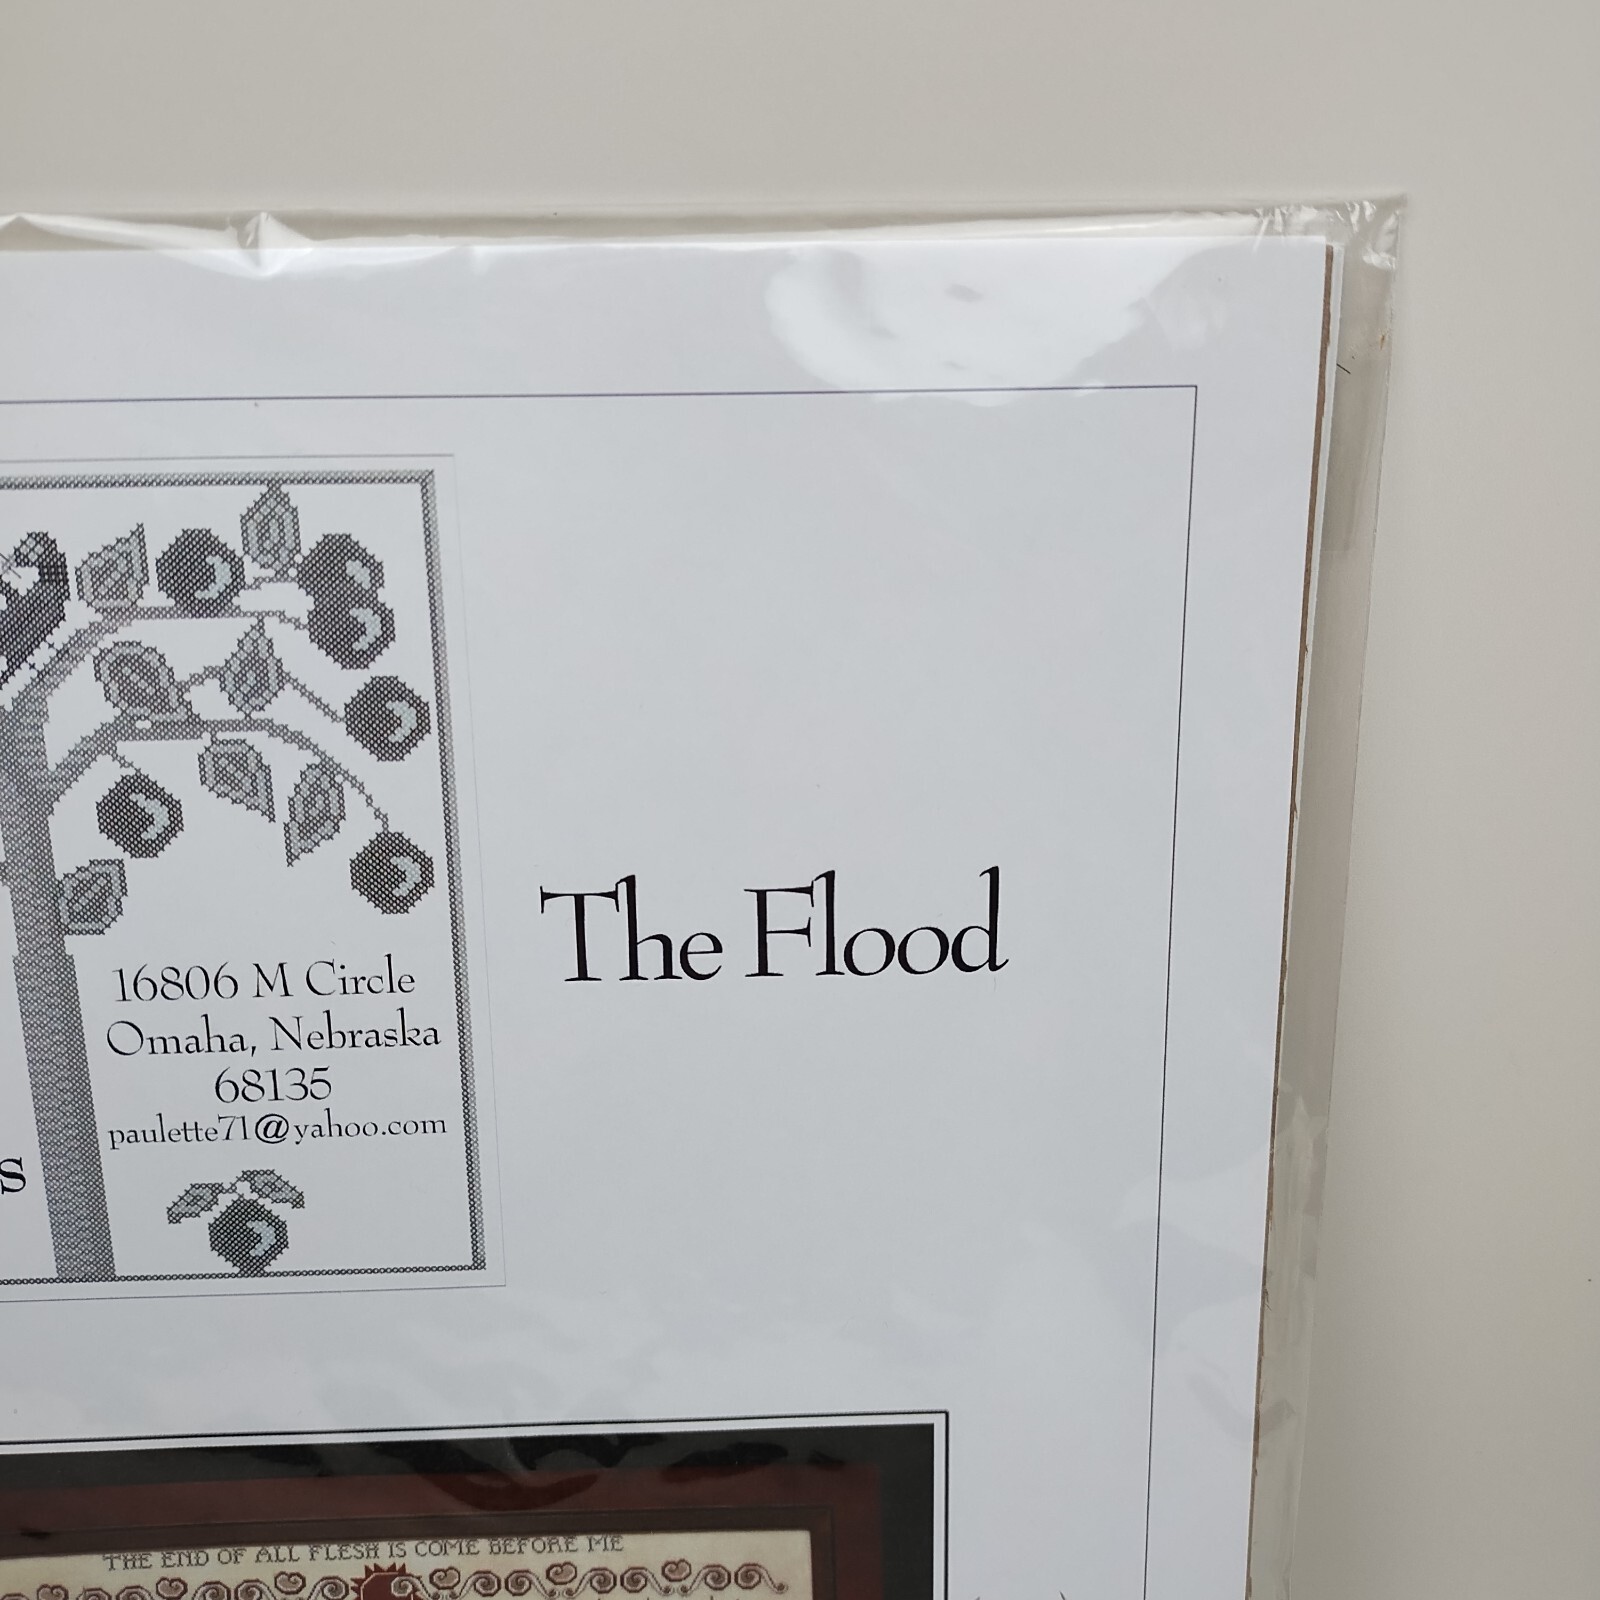 The Flood
16806 M Circle
Omaha, Nebraska
68135
paulette71@yahoo.com
s
THE END OF ALL FLESH IS COME BEFORE ME